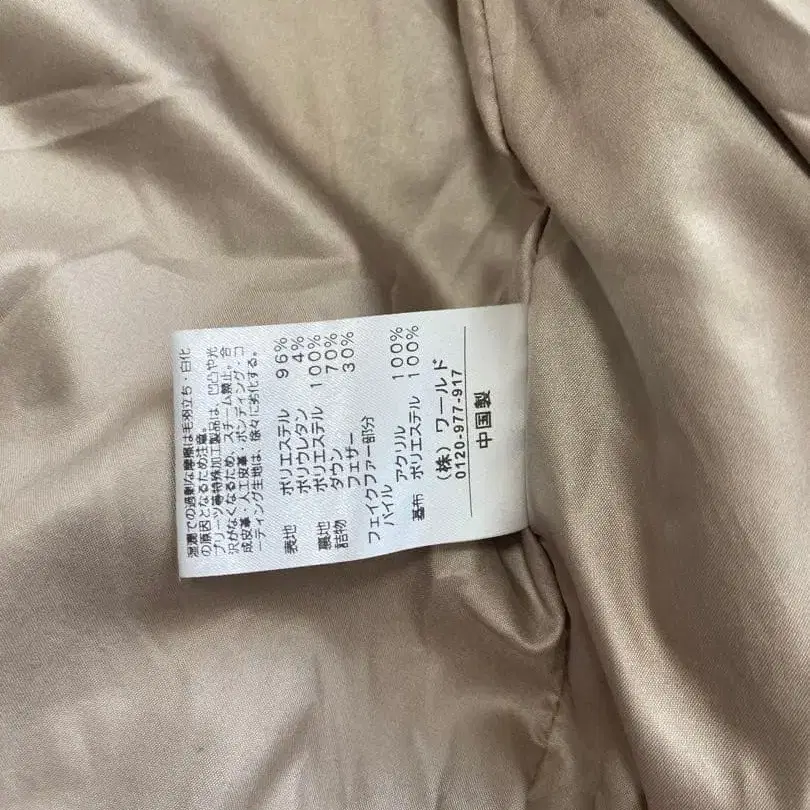 湿潤での過剰な摩擦は毛羽立ち・白化
の原因となるため注意。
プリーツ等特殊加工製品は、凹凸や光
沢がなくなるため、スチーム禁止。合
成皮革・人工皮革・ボンディング・コ
ーティング生地は、徐々に劣化する。
表地 ポリエステル 96%
ポリウレタン 4%
裏地 ポリエステル 100%
詰物 ダウン 70%
フェザー 30%
フェイクファー部分
パイル アクリル 100%
基布 ポリエステル 100%
(株) ワールド
0120-977-917
中国製